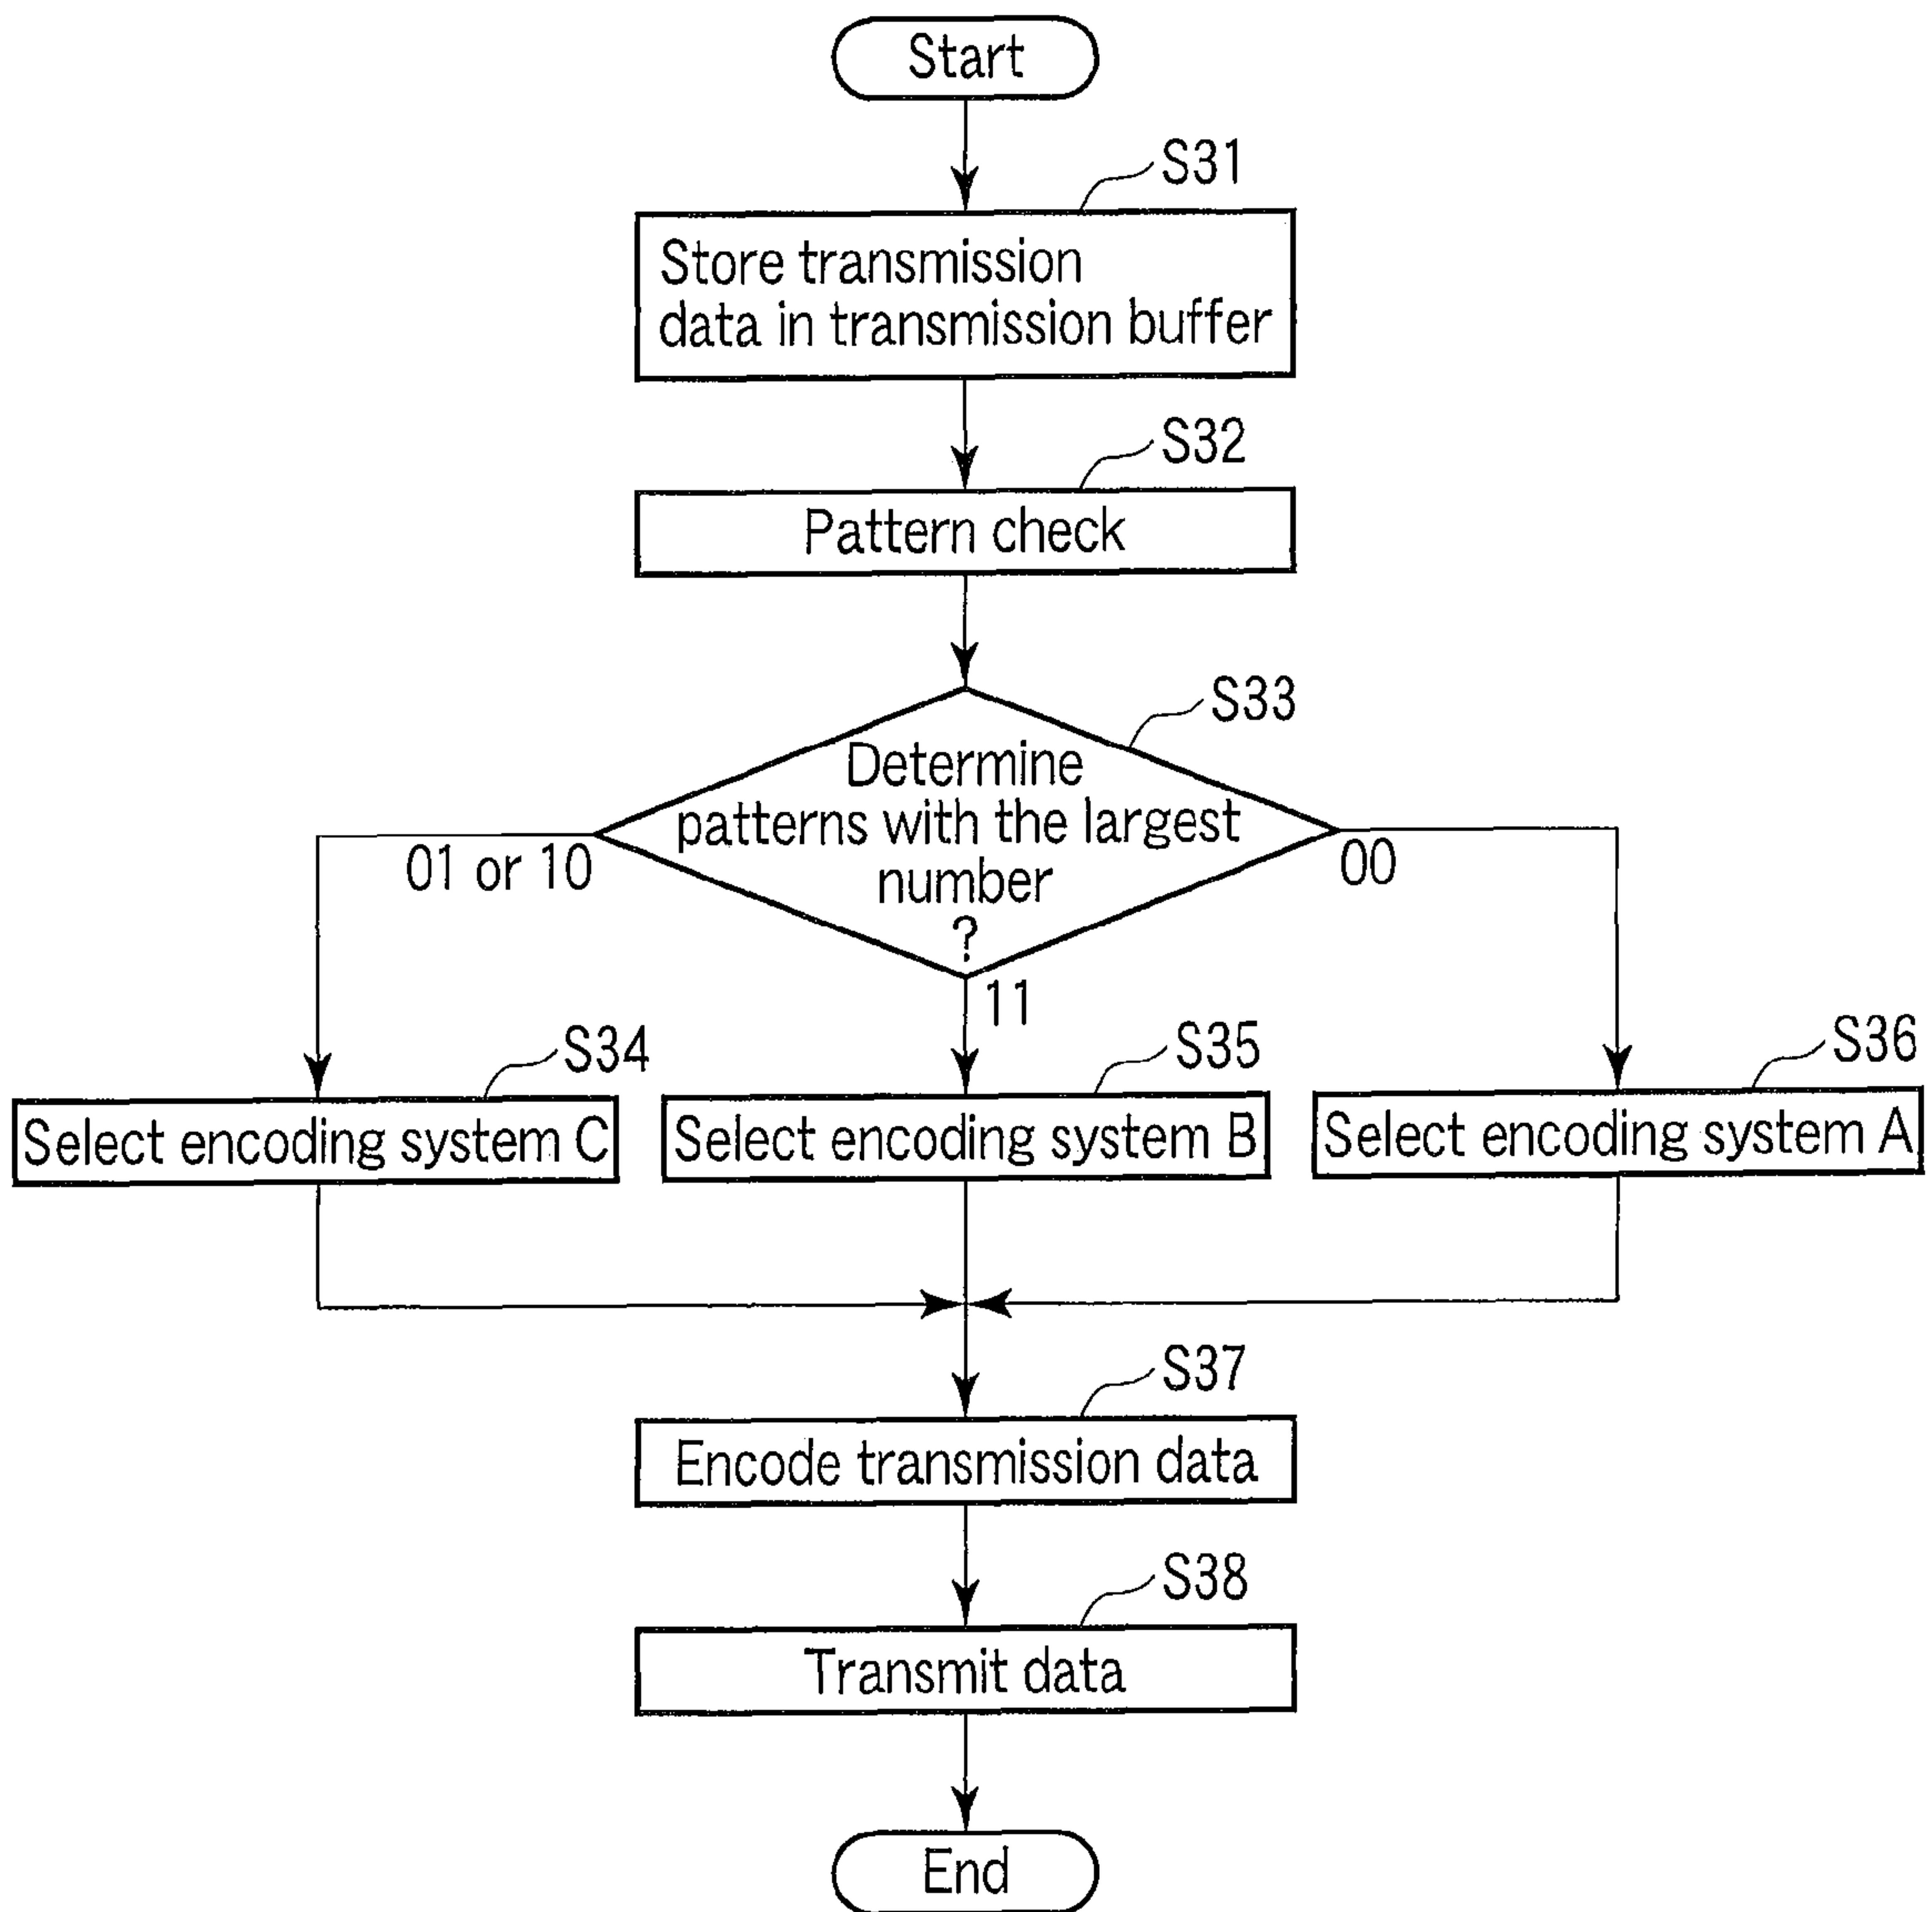 Start
S31
Store transmission
data in transmission buffer
S32
Pattern check
S33
Determine
patterns with the largest
number
?
01 or 10
00
11
S34
S35
S36
Select encoding system C
Select encoding system B
Select encoding system A
S37
Encode transmission data
S38
Transmit data
End